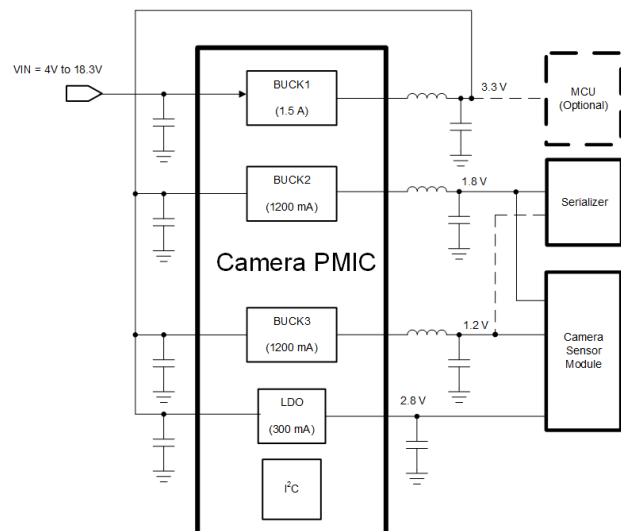 VIN = 4V to 18.3V
BUCK1
(1.5 A)
3.3 V
MCU
(Optional)
BUCK2
(1200 mA)
1.8 V
Serializer
Camera PMIC
BUCK3
(1200 mA)
1.2 V
Camera
Sensor
Module
LDO
(300 mA)
2.8 V
I²C